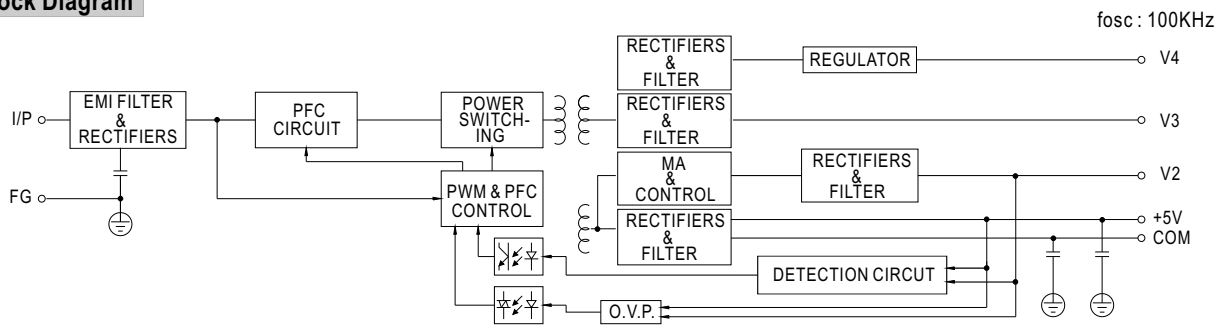 Block Diagram
fosc : 100KHz
I/P
EMI FILTER
&
RECTIFIERS
FG
PFC
CIRCUIT
POWER
SWITCH-
ING
PWM & PFC
CONTROL
RECTIFIERS
&
FILTER
REGULATOR
V4
RECTIFIERS
&
FILTER
V3
MA
&
CONTROL
RECTIFIERS
&
FILTER
V2
RECTIFIERS
&
FILTER
+5V
COM
DETECTION CIRCUT
O.V.P.